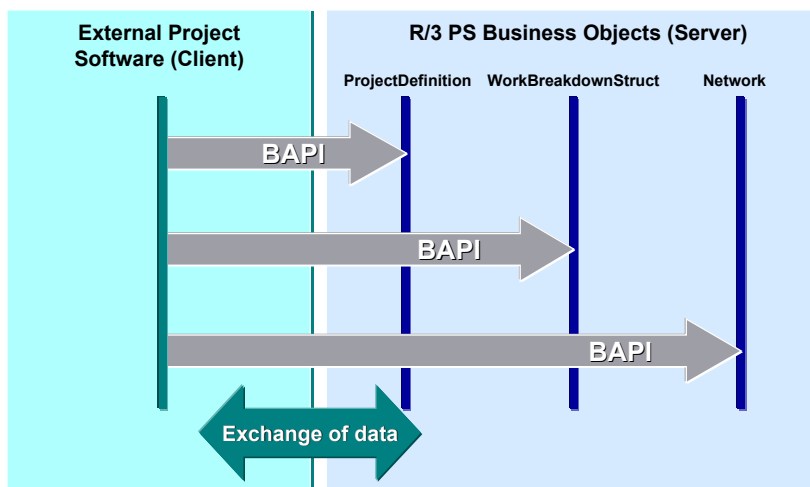 External Project
Software (Client)
R/3 PS Business Objects (Server)
ProjectDefinition
WorkBreakdownStruct
Network
BAPI
BAPI
BAPI
Exchange of data